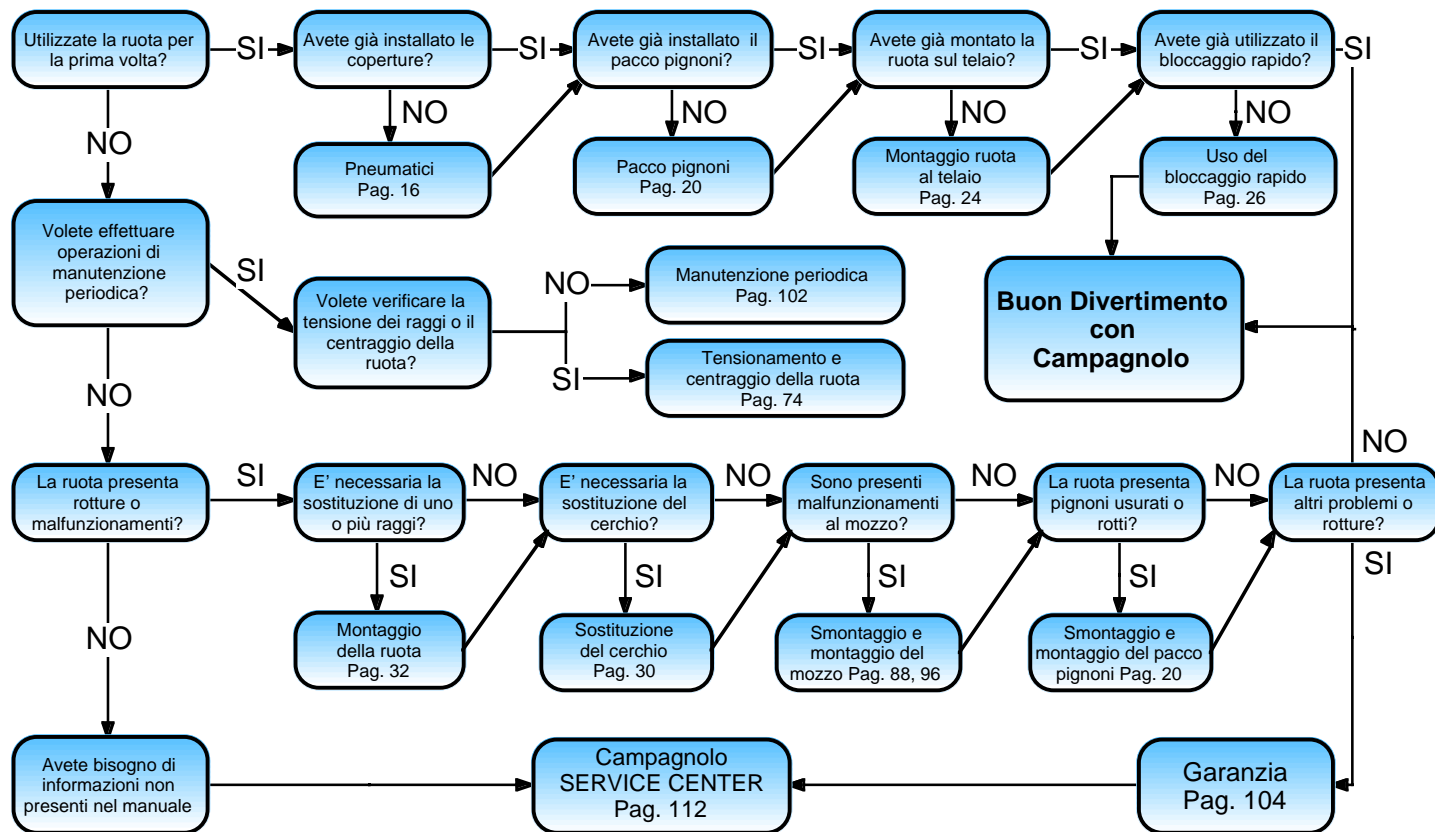 Utilizzate la ruota per
la prima volta?
SI
Avete già installato le
coperture?
SI
Avete già installato il
pacco pignoni?
SI
Avete già montato la
ruota sul telaio?
SI
Avete già utilizzato il
bloccaggio rapido?
SI
NO
NO
NO
NO
NO
Pneumatici
Pag. 16
Pacco pignoni
Pag. 20
Montaggio ruota
al telaio
Pag. 24
Uso del
bloccaggio rapido
Pag. 26
Volete effettuare
operazioni di
manutenzione
periodica?
SI
Volete verificare la
tensione dei raggi o il
centraggio della
ruota?
NO
Manutenzione periodica
Pag. 102
SI
Tensionamento e
centraggio della ruota
Pag. 74
Buon Divertimento
con
Campagnolo
NO
NO
La ruota presenta
rotture o
malfunzionamenti?
SI
E’ necessaria la
sostituzione di uno
o più raggi?
NO
E’ necessaria la
sostituzione del
cerchio?
NO
Sono presenti
malfunzionamenti
al mozzo?
NO
La ruota presenta
pignoni usurati o
rotti?
NO
La ruota presenta
altri problemi o
rotture?
SI
SI
SI
SI
SI
Montaggio
della ruota
Pag. 32
Sostituzione
del cerchio
Pag. 30
Smontaggio e
montaggio del
mozzo Pag. 88, 96
Smontaggio e
montaggio del pacco
pignoni Pag. 20
NO
Avete bisogno di
informazioni non
presenti nel manuale
Campagnolo
SERVICE CENTER
Pag. 112
Garanzia
Pag. 104